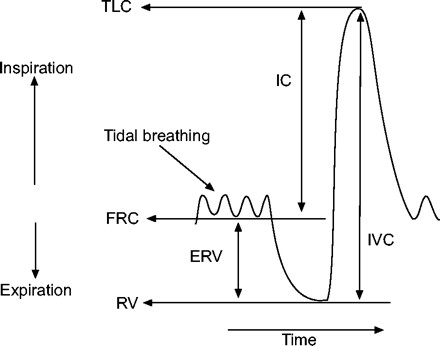 TLC
Inspiration
IC
Tidal breathing
FRC
ERV
IVC
Expiration
RV
Time